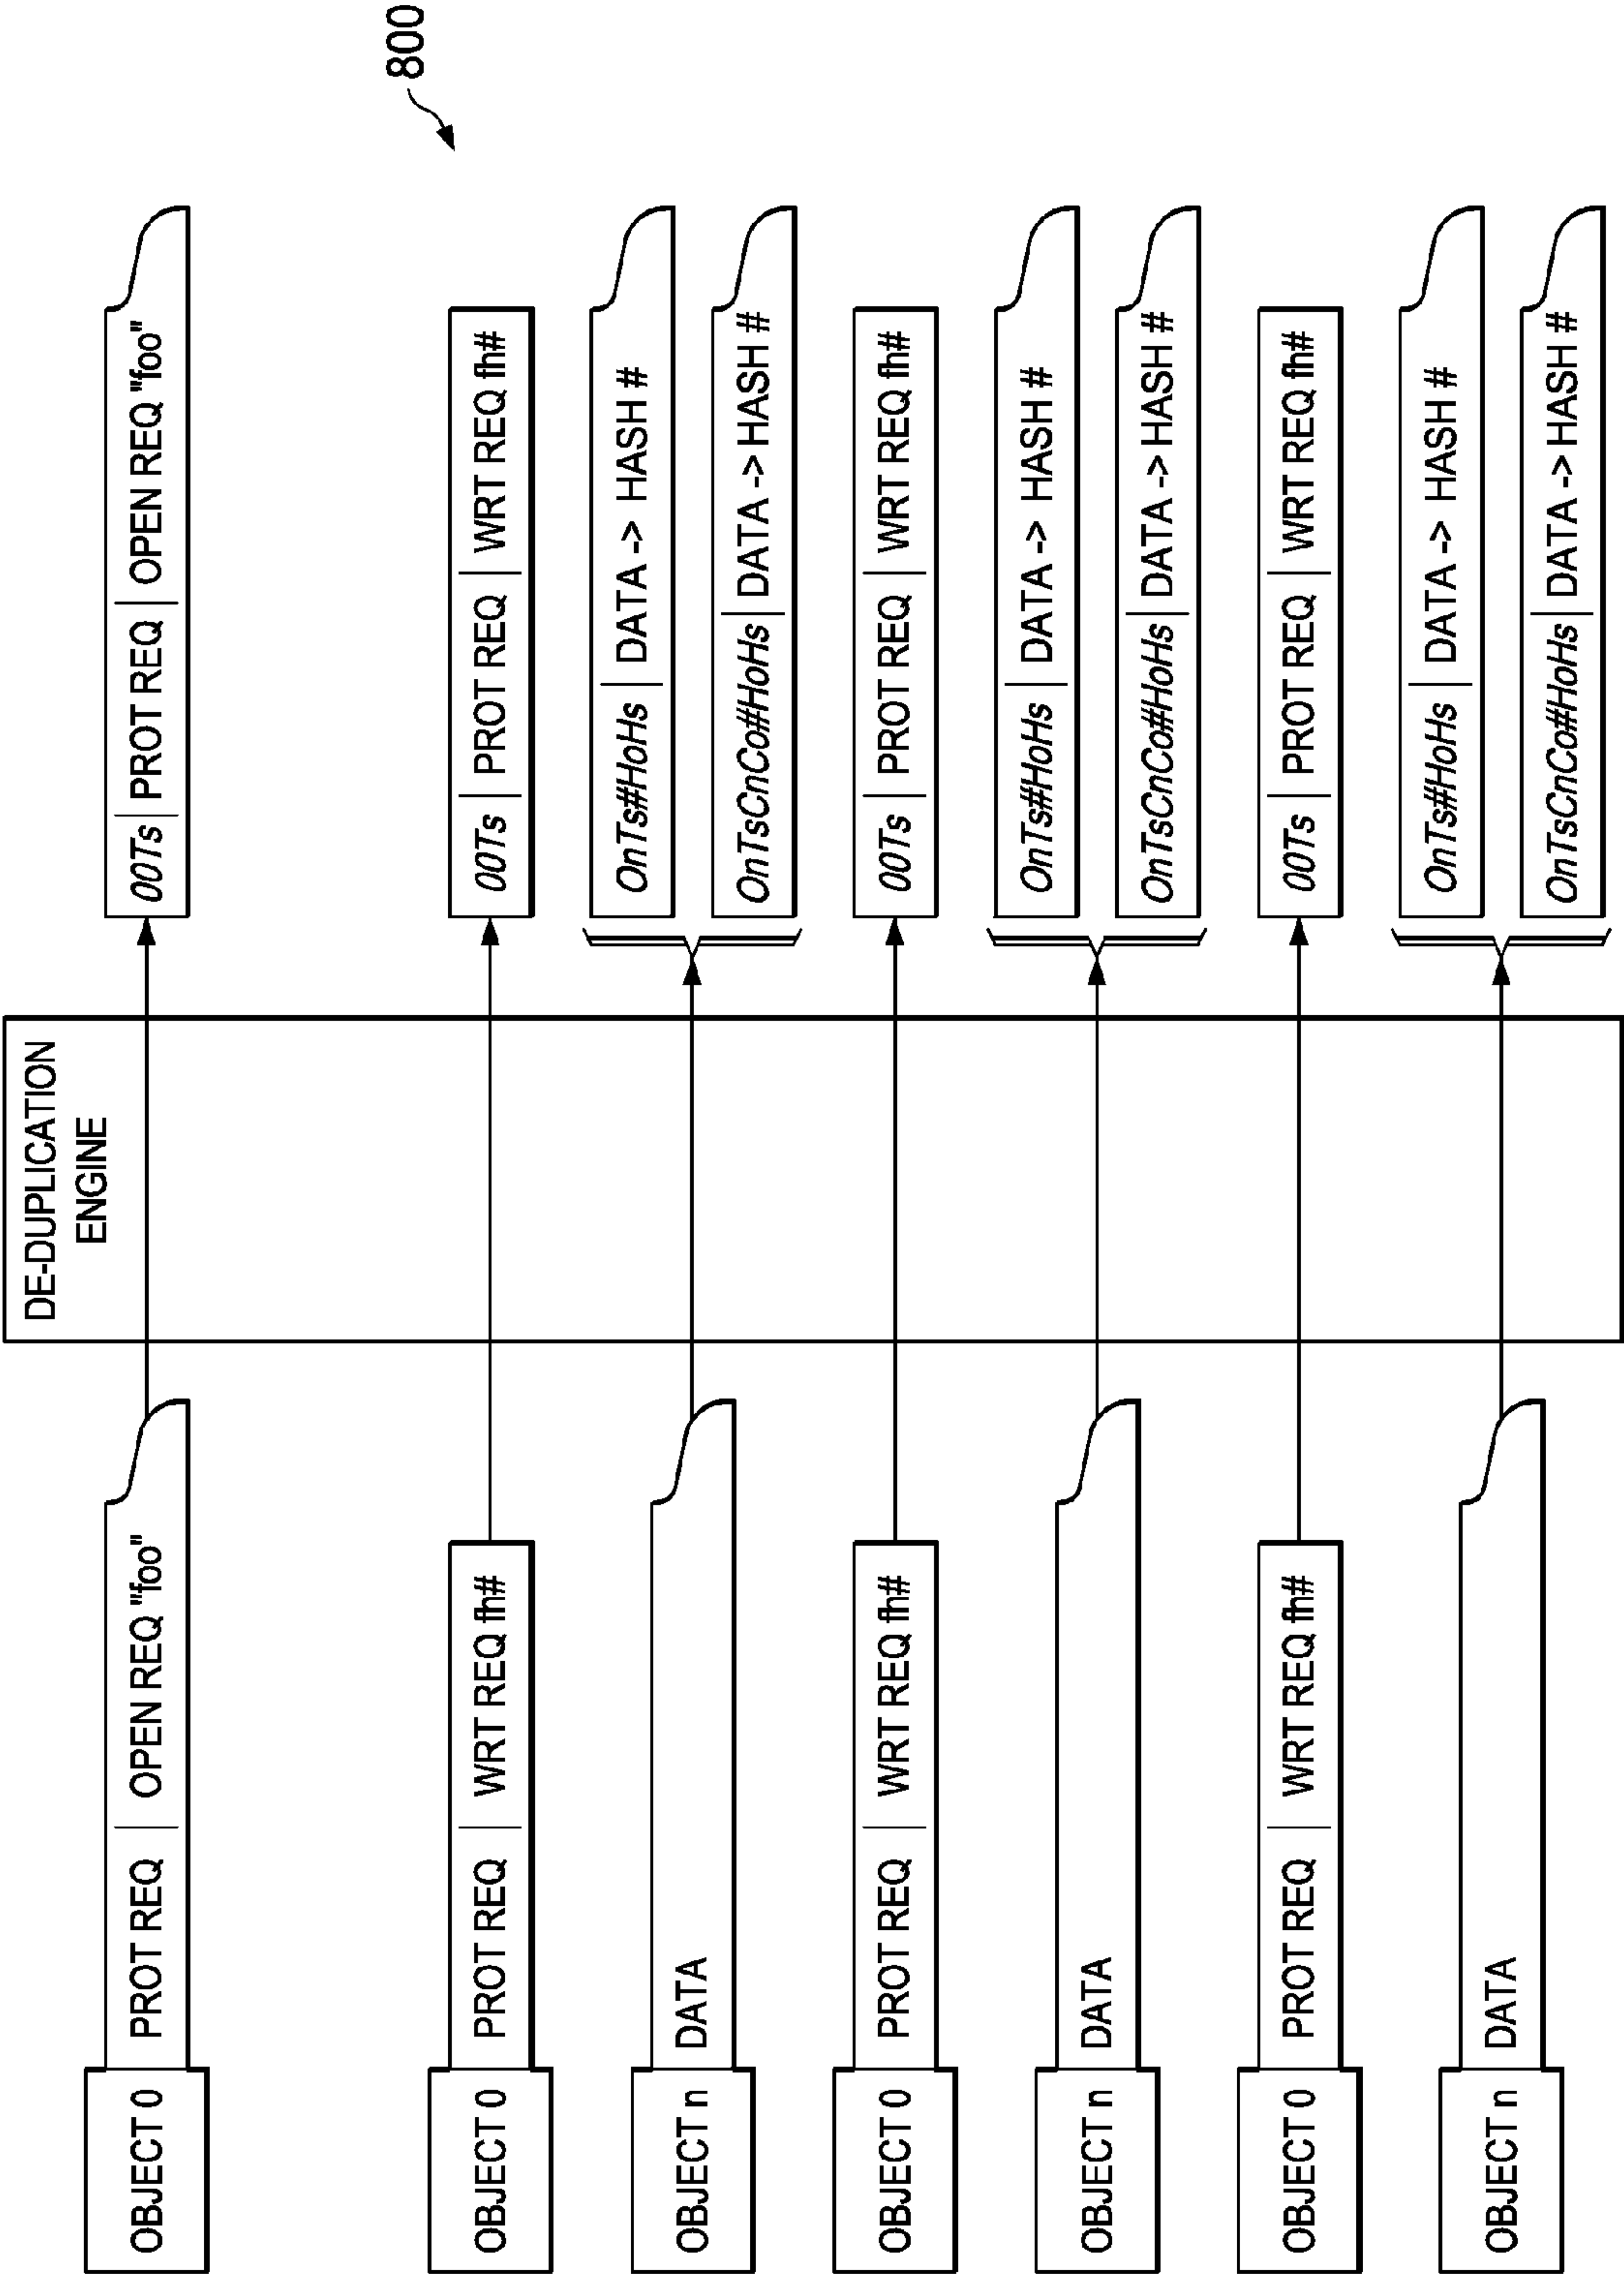 800
DE-DUPLICATION
ENGINE
OBJECT 0 PROT REQ OPEN REQ "foo" 00Ts PROT REQ OPEN REQ "foo"
OBJECT 0 PROT REQ WRT REQ fh# 00Ts PROT REQ WRT REQ fh#
OnTs#HoHs DATA -> HASH #
OBJECT n DATA
OnTsCnCo#HoHs DATA -> HASH #
OBJECT 0 PROT REQ WRT REQ fh# 00Ts PROT REQ WRT REQ fh#
OnTs#HoHs DATA -> HASH #
OBJECT n DATA
OnTsCnCo#HoHs DATA -> HASH #
OBJECT 0 PROT REQ WRT REQ fh# 00Ts PROT REQ WRT REQ fh#
OnTs#HoHs DATA -> HASH #
OBJECT n DATA
OnTsCnCo#HoHs DATA -> HASH #